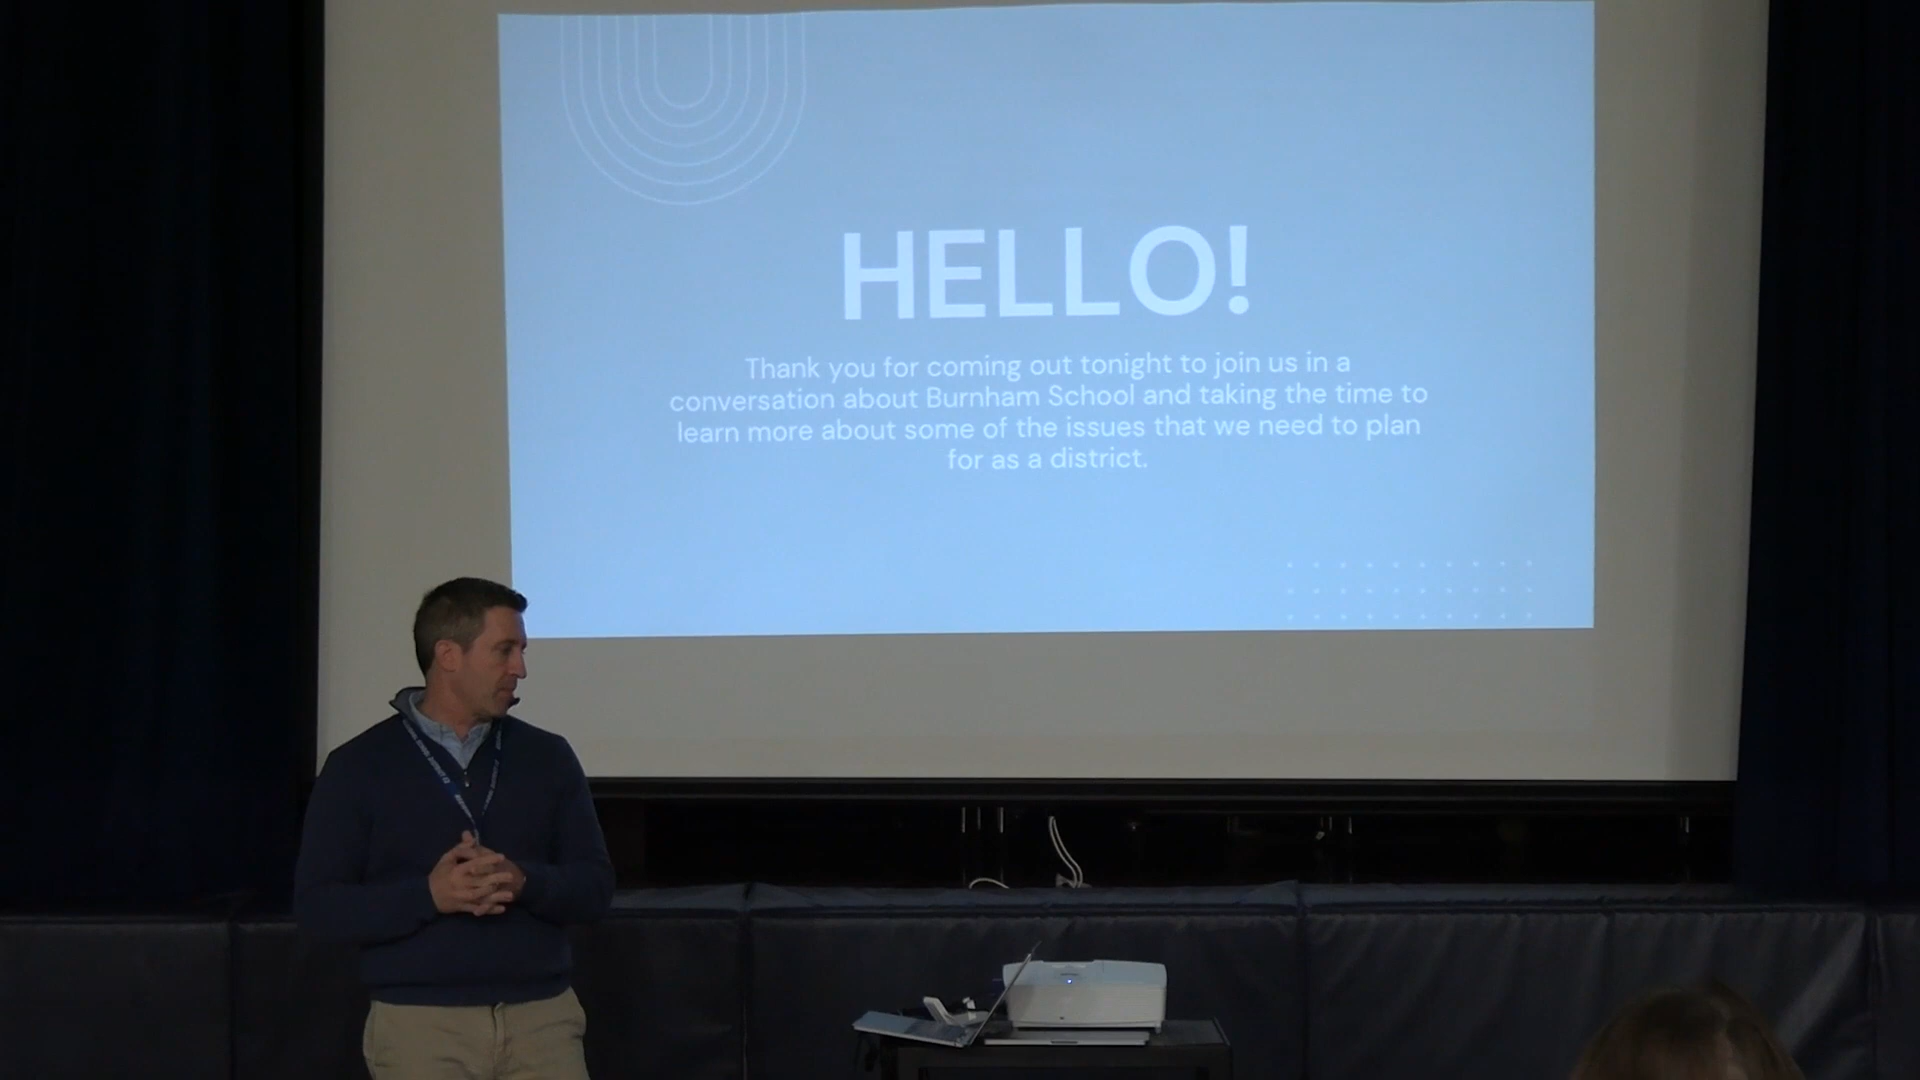 HELLO!
Thank you for coming out tonight to join us in a
conversation about Burnham School and taking the time to
learn more about some of the issues that we need to plan
for as a district.